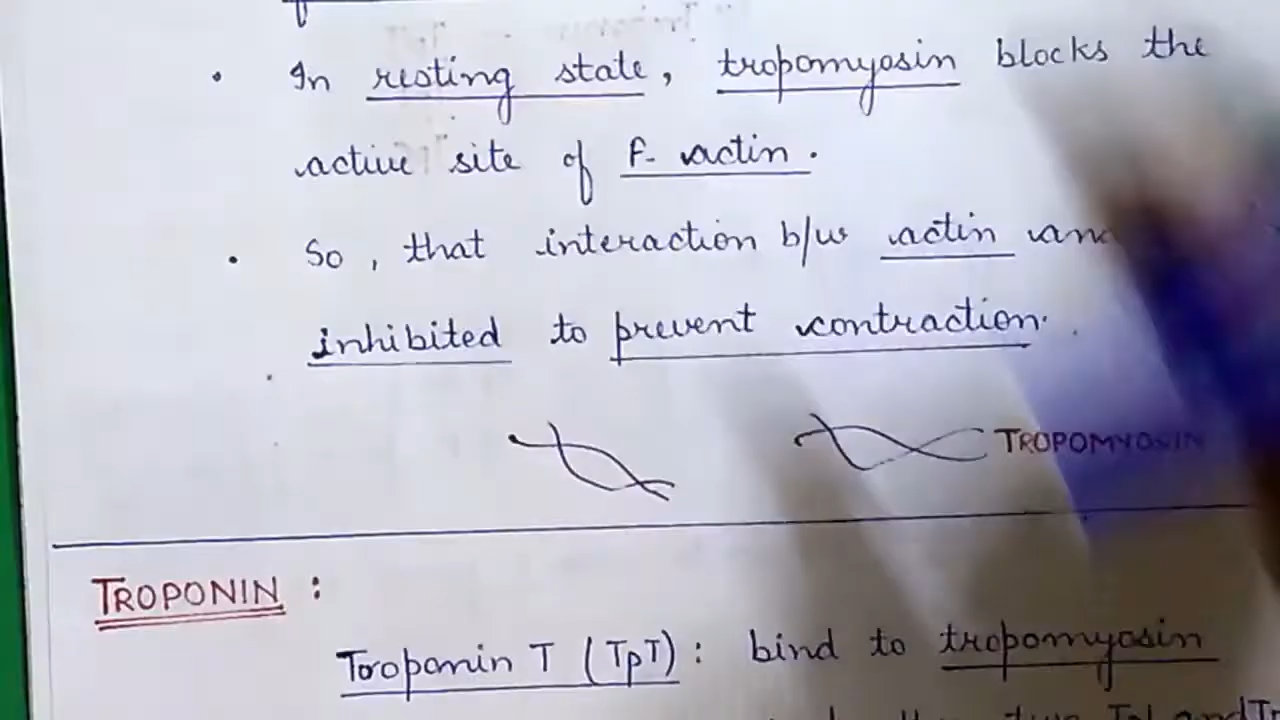 • In resting state, tropomyosin blocks the
active site of F- actin.
• So, that interaction b/w actin and
inhibited to prevent contraction.
TROPOMYOSIN
TROPONIN :
Troponin T (TpT): bind to tropomyosin